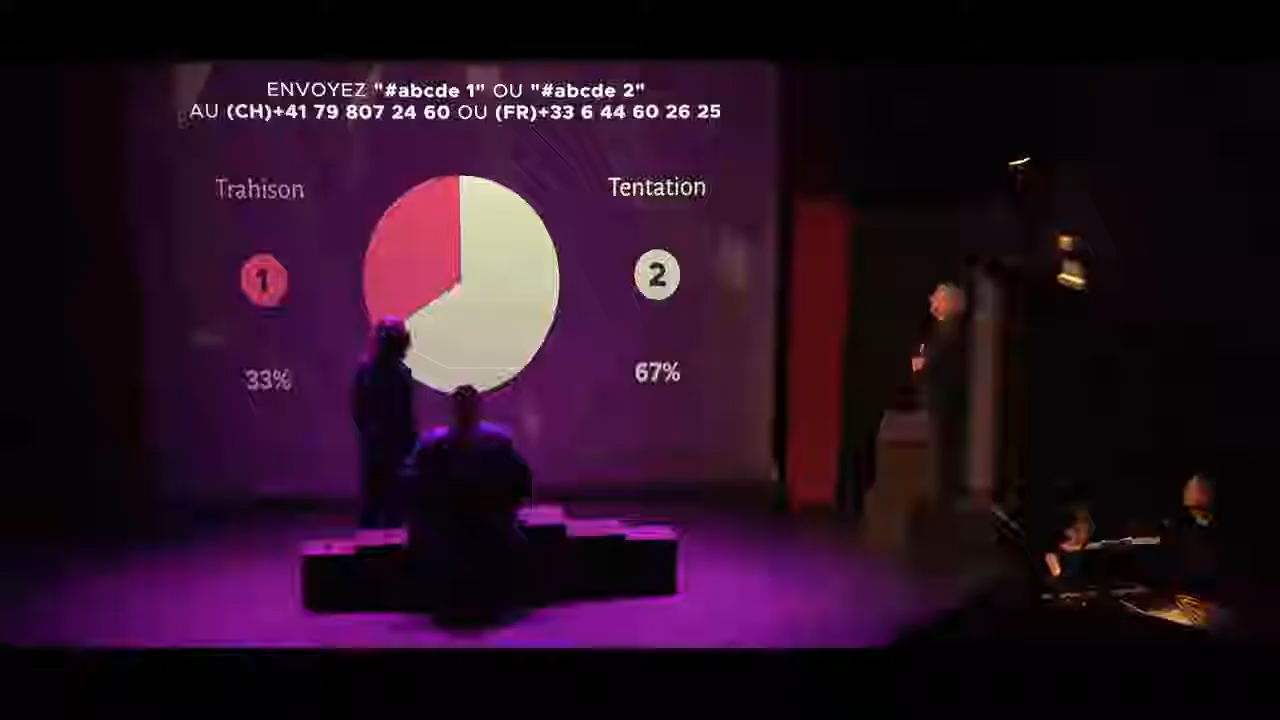 ENVOYEZ "#abcde 1" OU "#abcde 2"
AU (CH)+41 79 807 24 60 OU (FR)+33 6 44 60 26 25
Trahison
Tentation
1
2
33%
67%